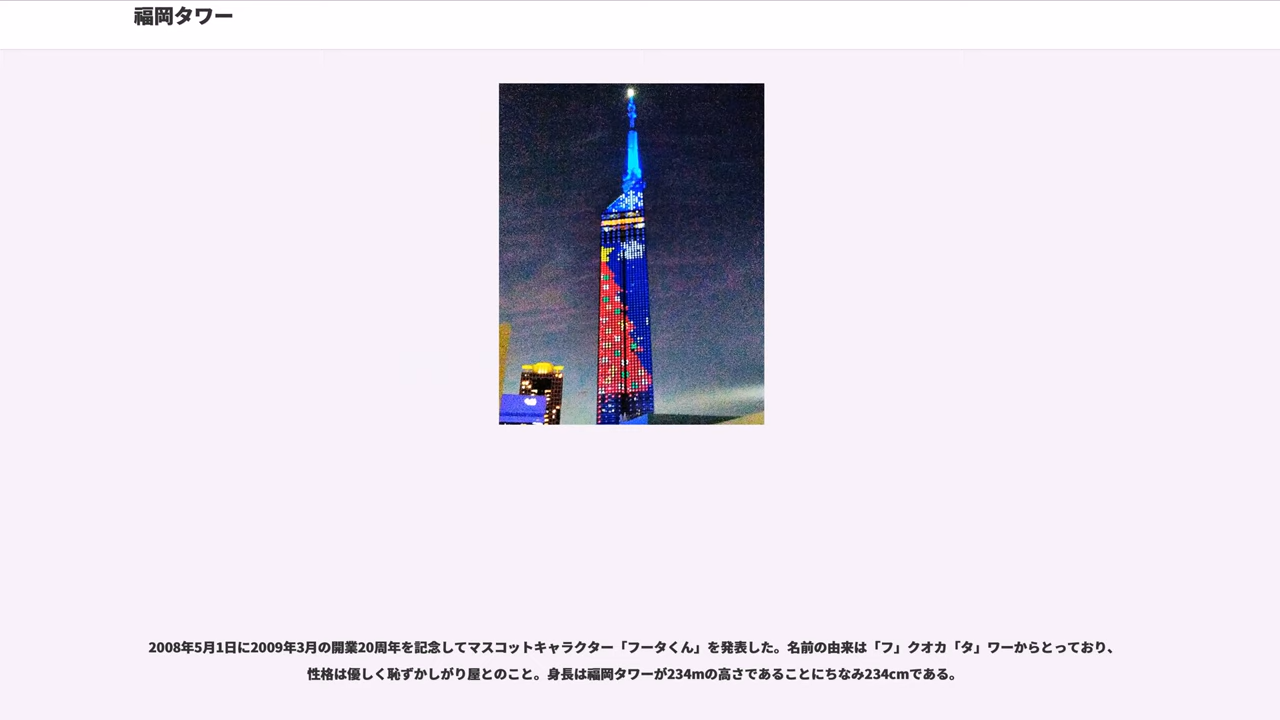 福岡タワー
2008年5月1日に2009年3月の開業20周年を記念してマスコットキャラクター「フータくん」を発表した。名前の由来は「フ」クオカ「タ」ワーからとっており、
性格は優しく恥ずかしがり屋とのこと。身長は福岡タワーが234mの高さであることにちなみ234cmである。